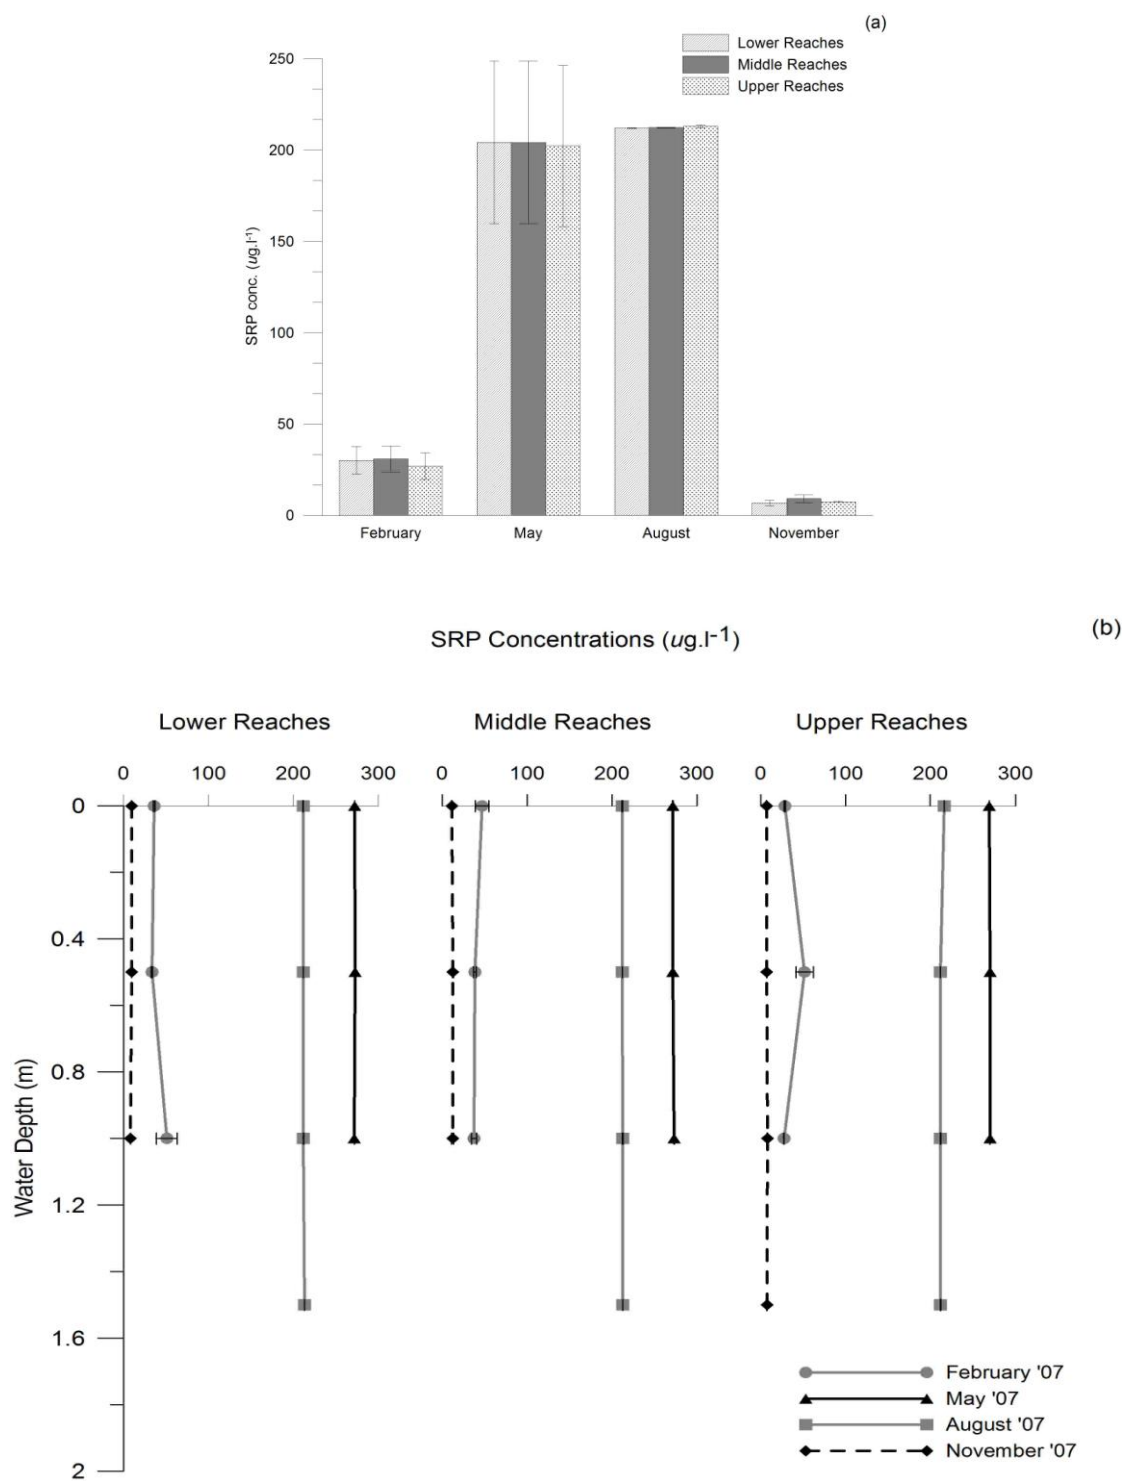 (a)
Lower Reaches
Middle Reaches
Upper Reaches
250
200
150
100
50
0
SRP conc. (ug.l-1)
February May August November
SRP Concentrations (ug.l-1)
(b)
Lower Reaches Middle Reaches Upper Reaches
0 100 200 300 0 100 200 300 0 100 200 300
0
0.4
0.8
1.2
1.6
2
Water Depth (m)
February '07
May '07
August '07
November '07